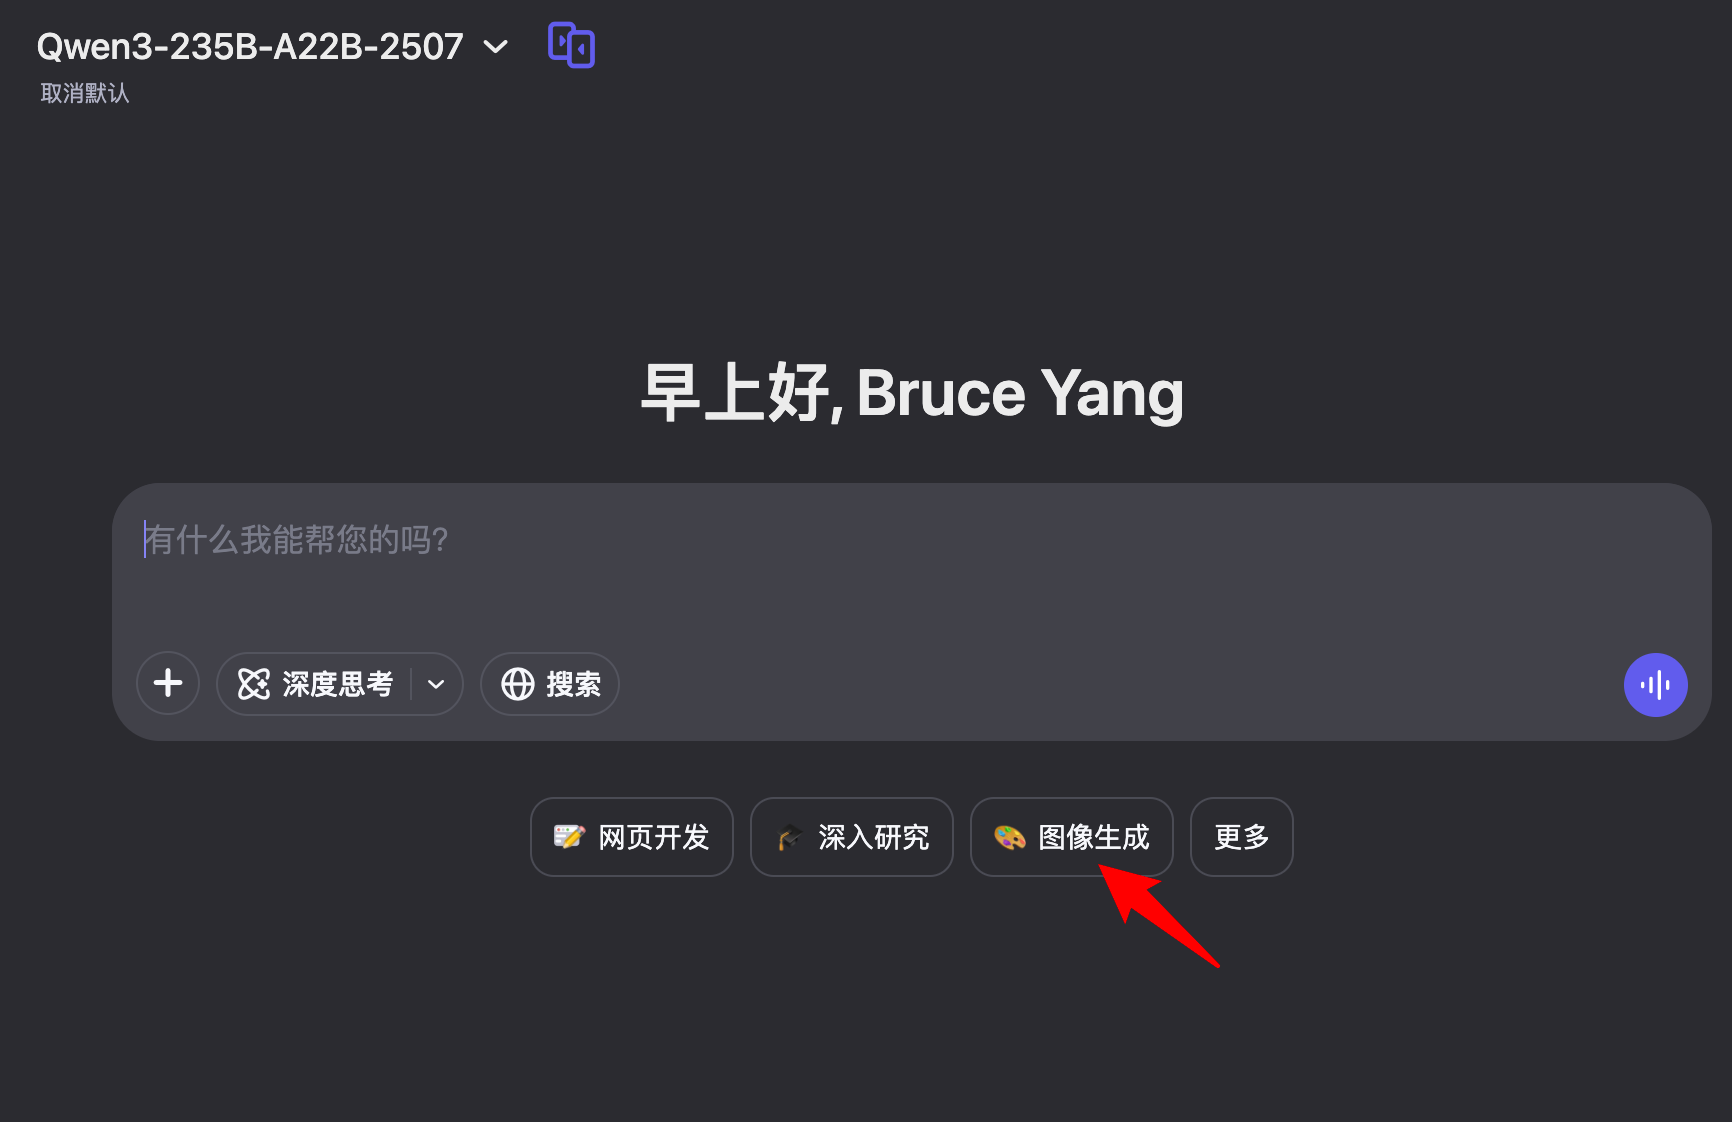 Qwen3-235B-A22B-2507
取消默认
早上好, Bruce Yang
有什么我能帮您的吗?
深度思考
搜索
网页开发
深入研究
图像生成
更多